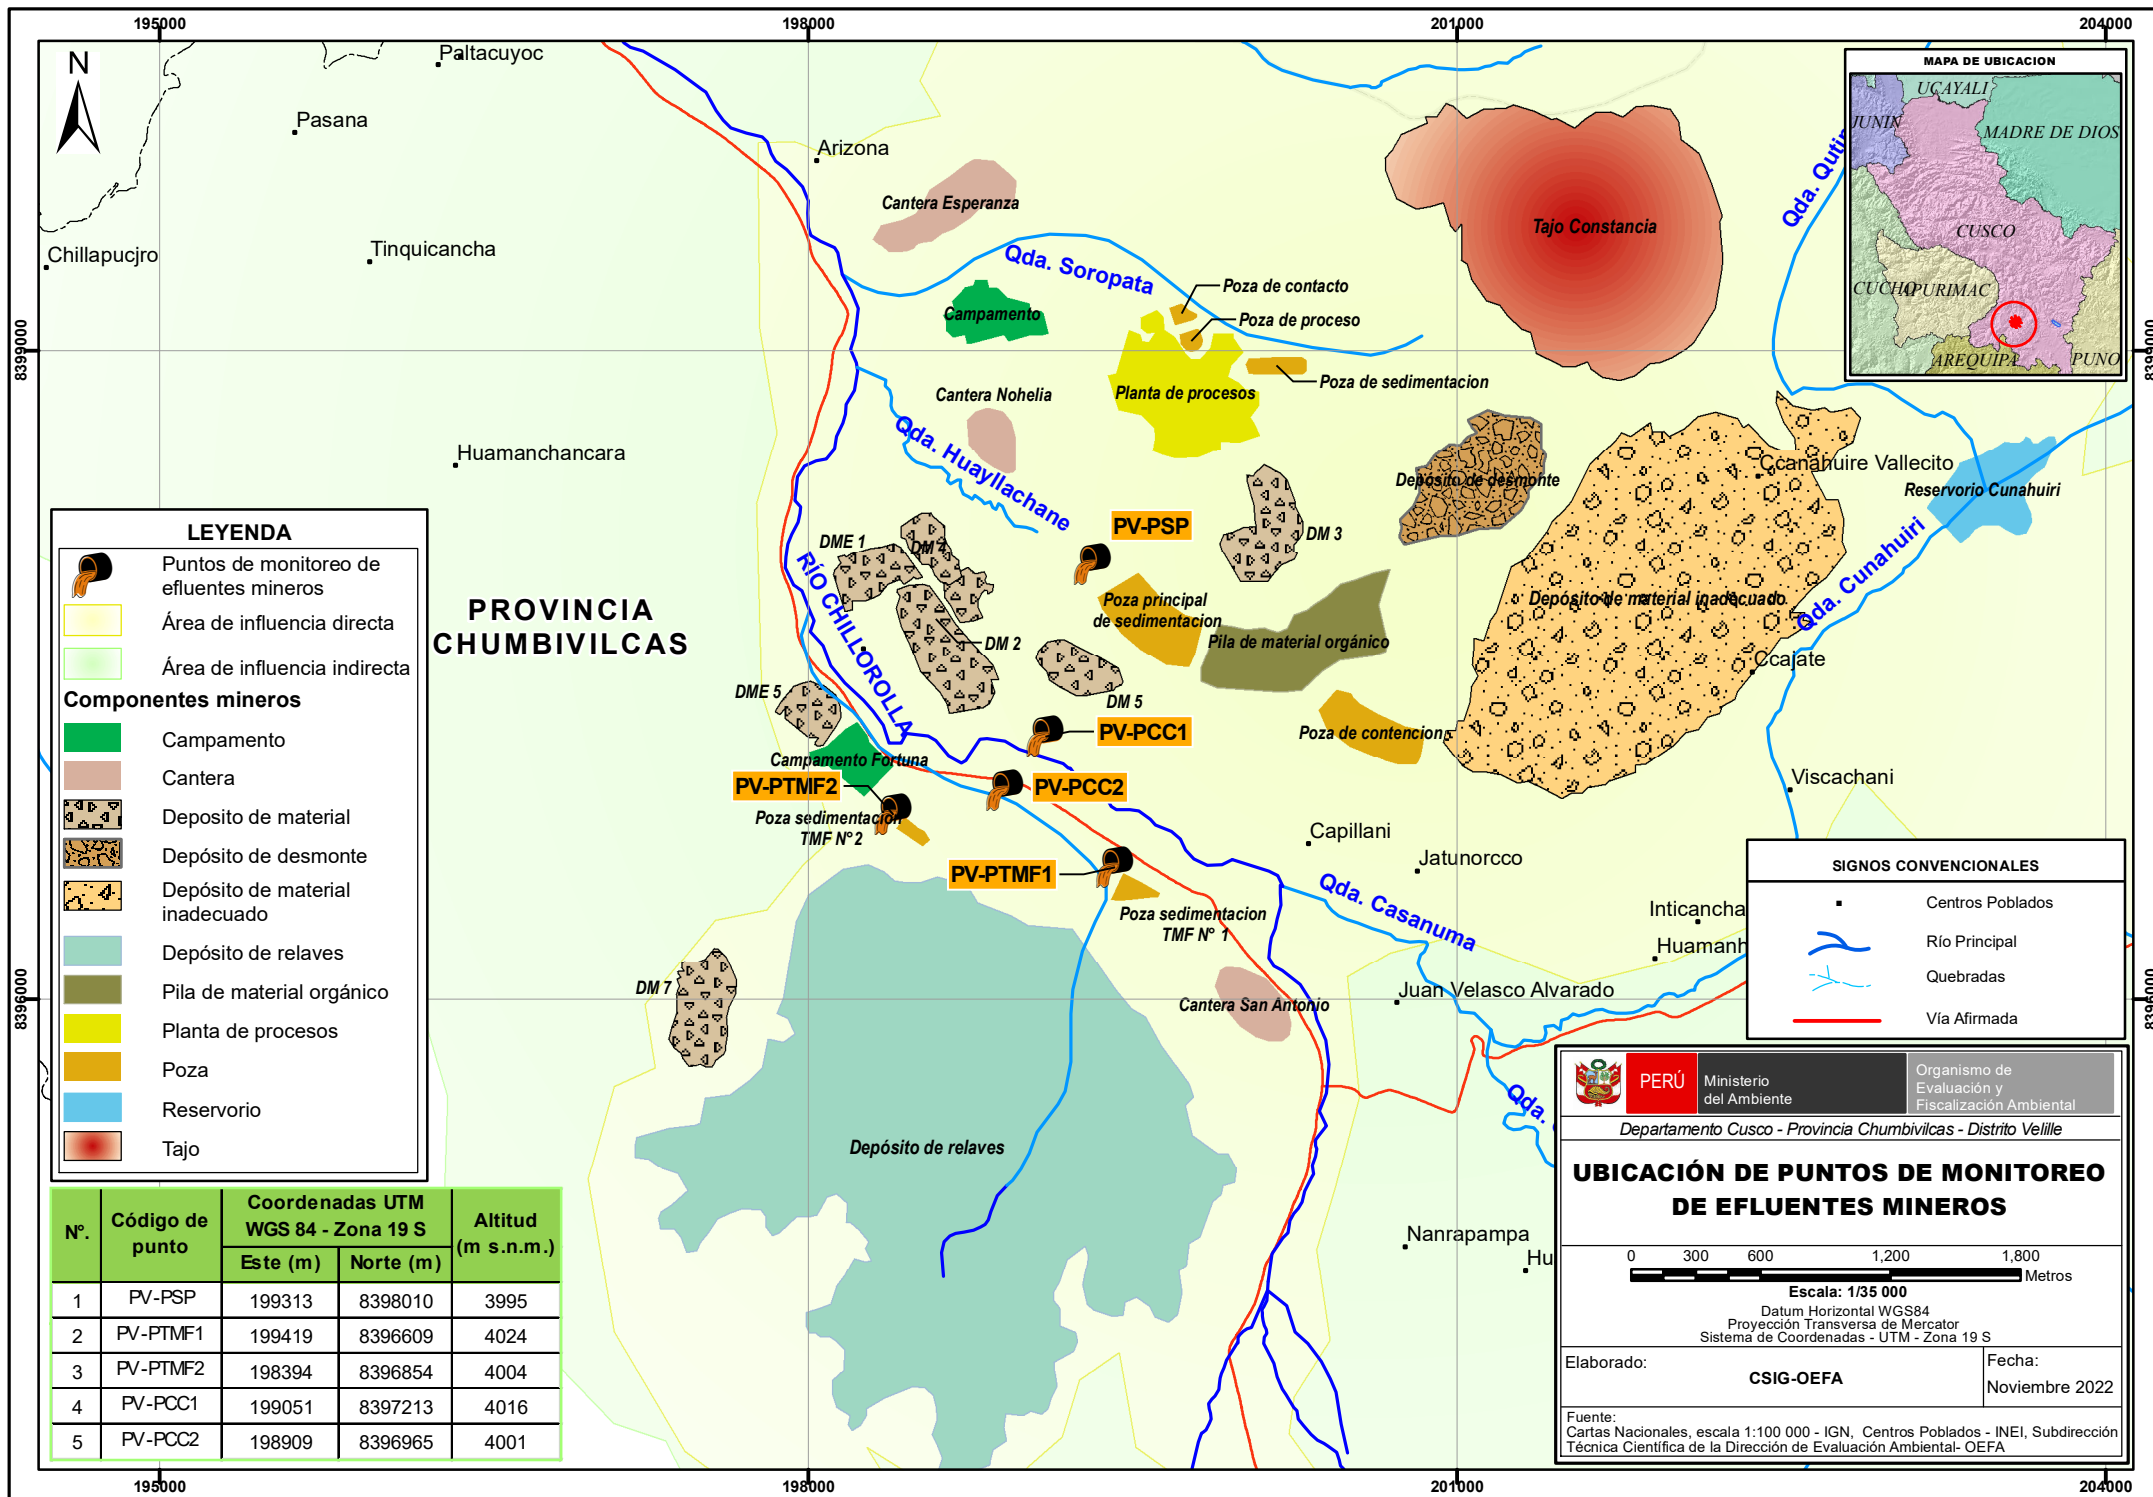 195000
198000
201000
204000
N
Paltacuyoc
Pasana
Arizona
Chillapucjro
Tinquicancha
Huamanchancara
Cantera Esperanza
Qda. Soropata
Campamento
Poza de contacto
Poza de proceso
Poza de sedimentacion
Planta de procesos
Cantera Nohelia
Qda. Huayllachane
Tajo Constancia
MAPA DE UBICACION
UCAYALI
JUNIN
MADRE DE DIOS
CUSCO
CUCHO
APURIMAC
AREQUIPA
PUNO
8399000
8399000
Depósito de desmonte
Ccanahuire Vallecito
Reservorio Cunahuiri
Qda. Cunahuiri
Depósito de material inadecuado
Ccajate
Viscachani
PV-PSP
DM 3
DME 1
DM 4
RÍO CHILLOROLLA
DM 2
Poza principal
de sedimentacion
Pila de material orgánico
DM 5
DME 5
PROVINCIA
CHUMBIVILCAS
PV-PCC1
Poza de contencion
Campamento Fortuna
PV-PTMF2
PV-PCC2
Poza sedimentacion
TMF N°2
PV-PTMF1
Poza sedimentacion
TMF N° 1
Capillani
Jatunorcco
Qda. Casanuma
Inticancha
Juan Velasco Alvarado
Cantera San Antonio
DM 7
Depósito de relaves
Nanrapampa
LEYENDA
Puntos de monitoreo de
efluentes mineros
Área de influencia directa
Área de influencia indirecta
Componentes mineros
Campamento
Cantera
Deposito de material
Depósito de desmonte
Depósito de material
inadecuado
Depósito de relaves
Pila de material orgánico
Planta de procesos
Poza
Reservorio
Tajo
8396000
8396000
N°. Código de punto Coordenadas UTM WGS 84 - Zona 19 S Altitud (m s.n.m.)
Este (m) Norte (m)
1 PV-PSP 199313 8398010 3995
2 PV-PTMF1 199419 8396609 4024
3 PV-PTMF2 198394 8396854 4004
4 PV-PCC1 199051 8397213 4016
5 PV-PCC2 198909 8396965 4001
SIGNOS CONVENCIONALES
Centros Poblados
Río Principal
Quebradas
Vía Afirmada
PERÚ
Ministerio
del Ambiente
Organismo de
Evaluación y
Fiscalización Ambiental
Departamento Cusco - Provincia Chumbivilcas - Distrito Velille
UBICACIÓN DE PUNTOS DE MONITOREO
DE EFLUENTES MINEROS
0 300 600 1,200 1,800
Metros
Escala: 1/35 000
Datum Horizontal WGS84
Proyección Transversa de Mercator
Sistema de Coordenadas - UTM - Zona 19 S
Elaborado:
CSIG-OEFA
Fecha:
Noviembre 2022
Fuente:
Cartas Nacionales, escala 1:100 000 - IGN, Centros Poblados - INEI, Subdirección
Técnica Científica de la Dirección de Evaluación Ambiental- OEFA
195000
198000
201000
204000